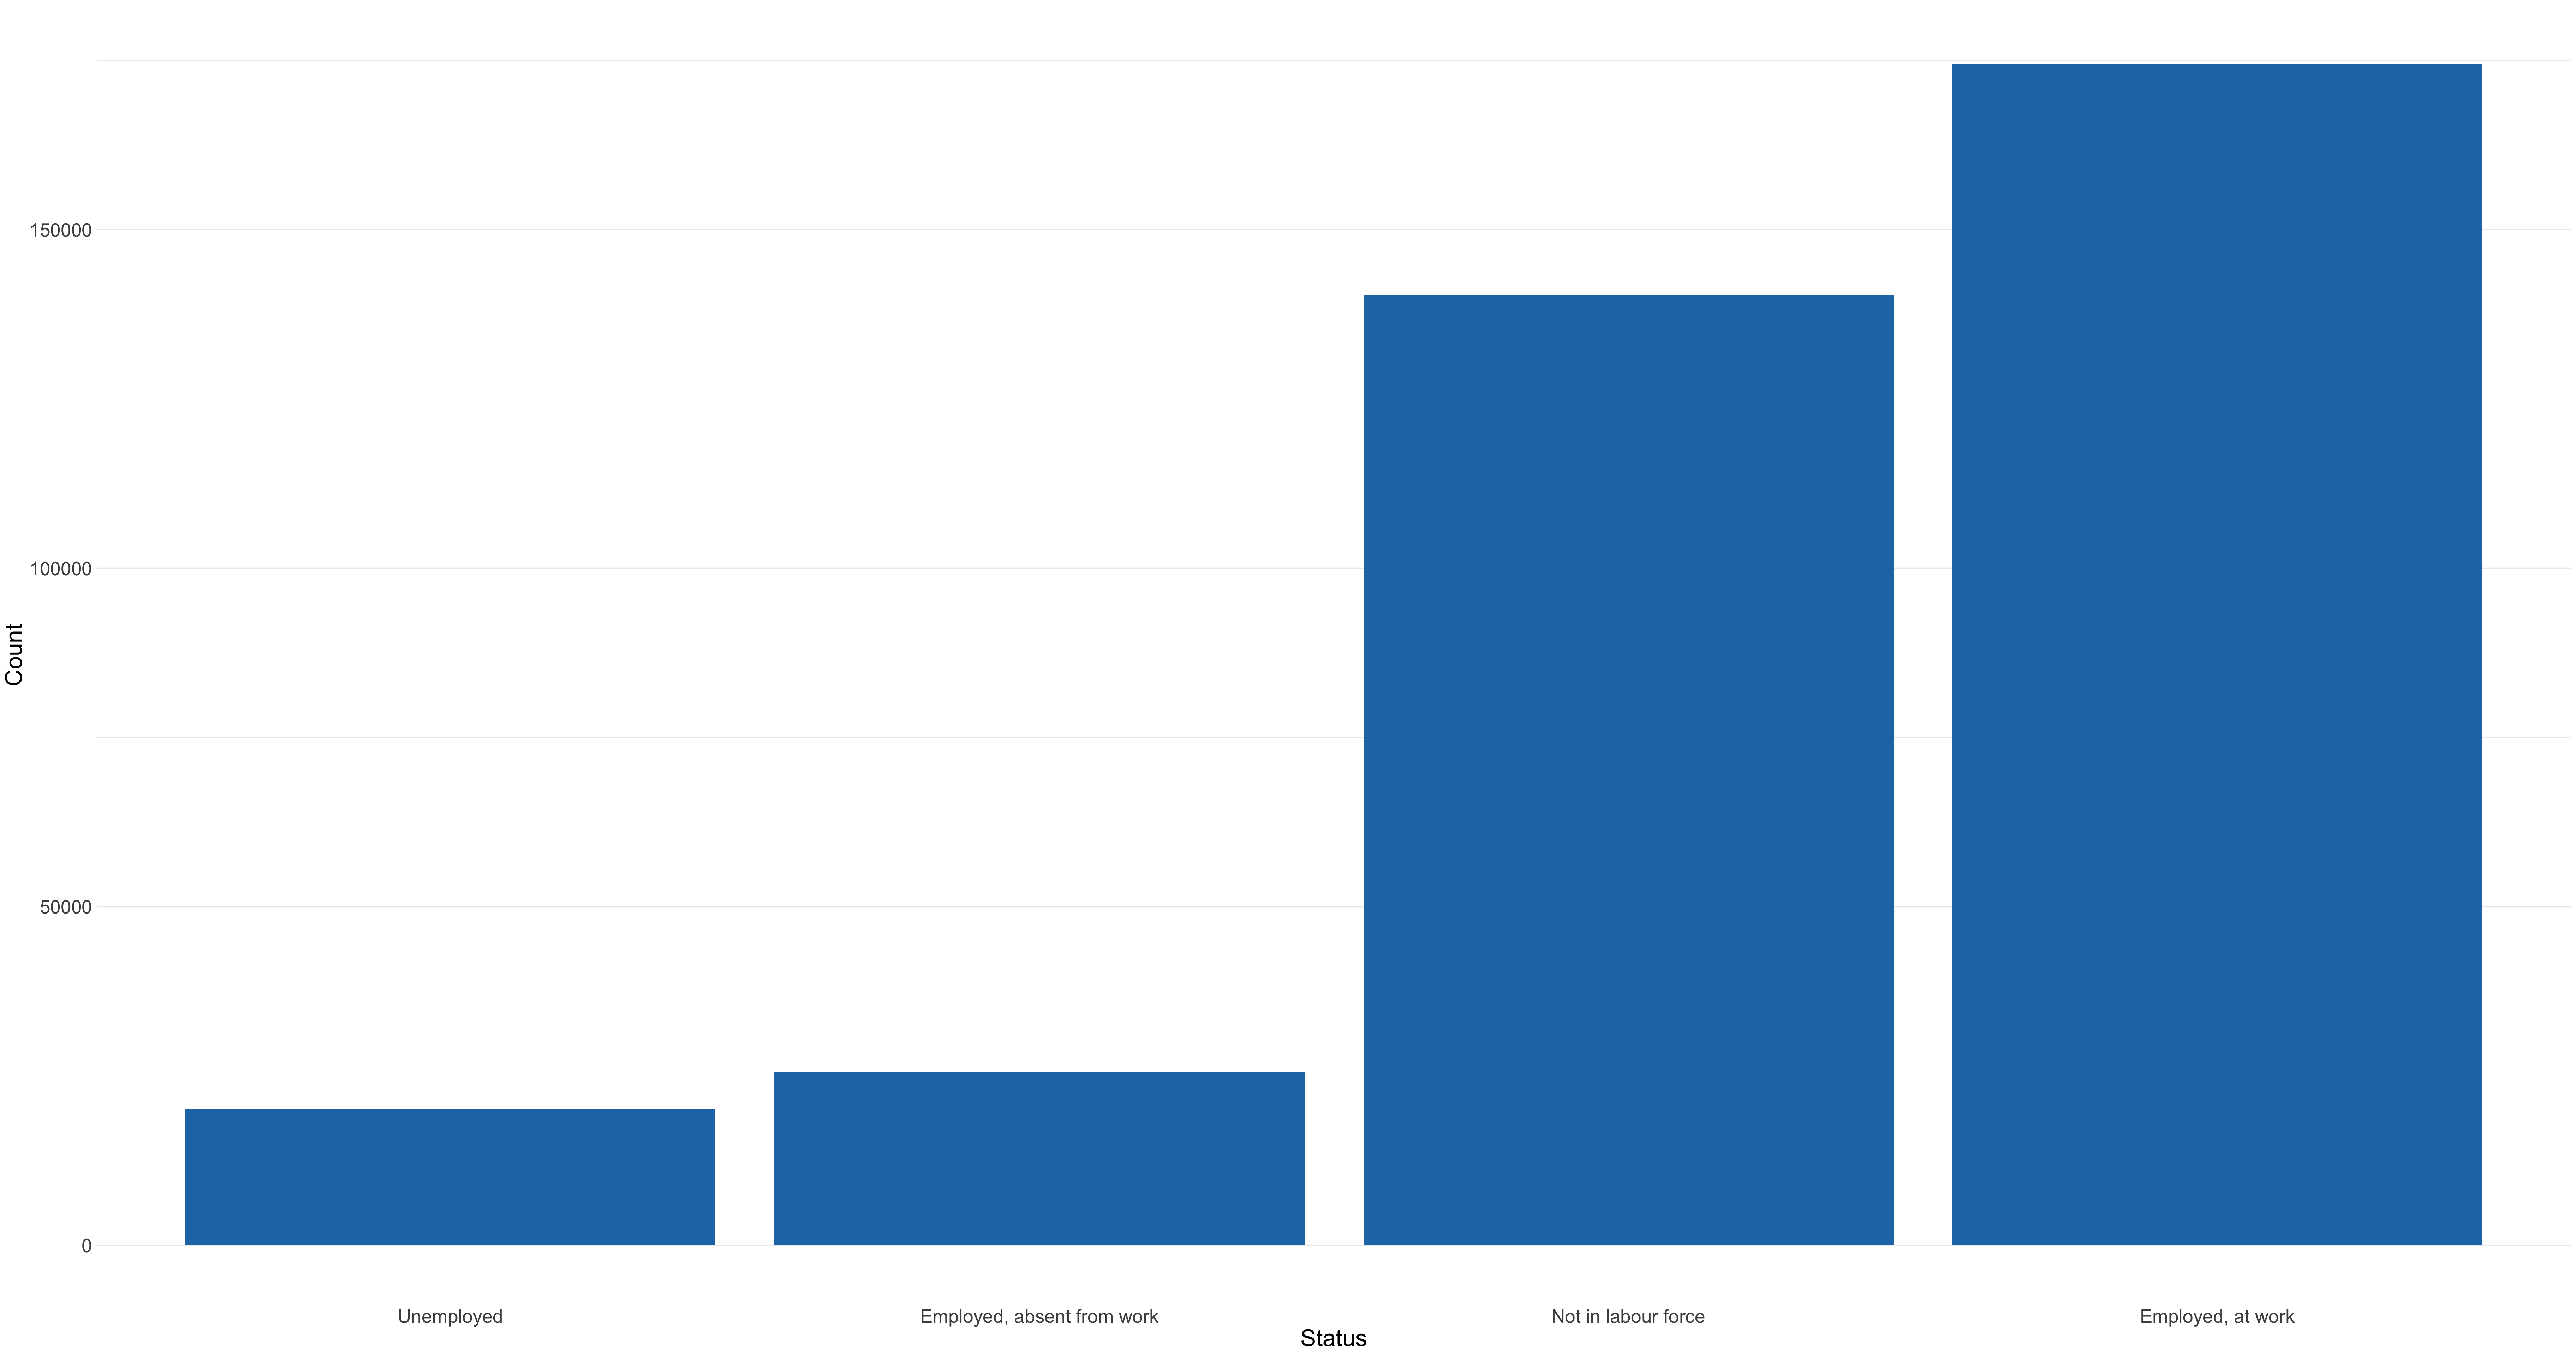 150000
100000
50000
0
Count
Unemployed
Employed, absent from work
Not in labour force
Employed, at work
Status